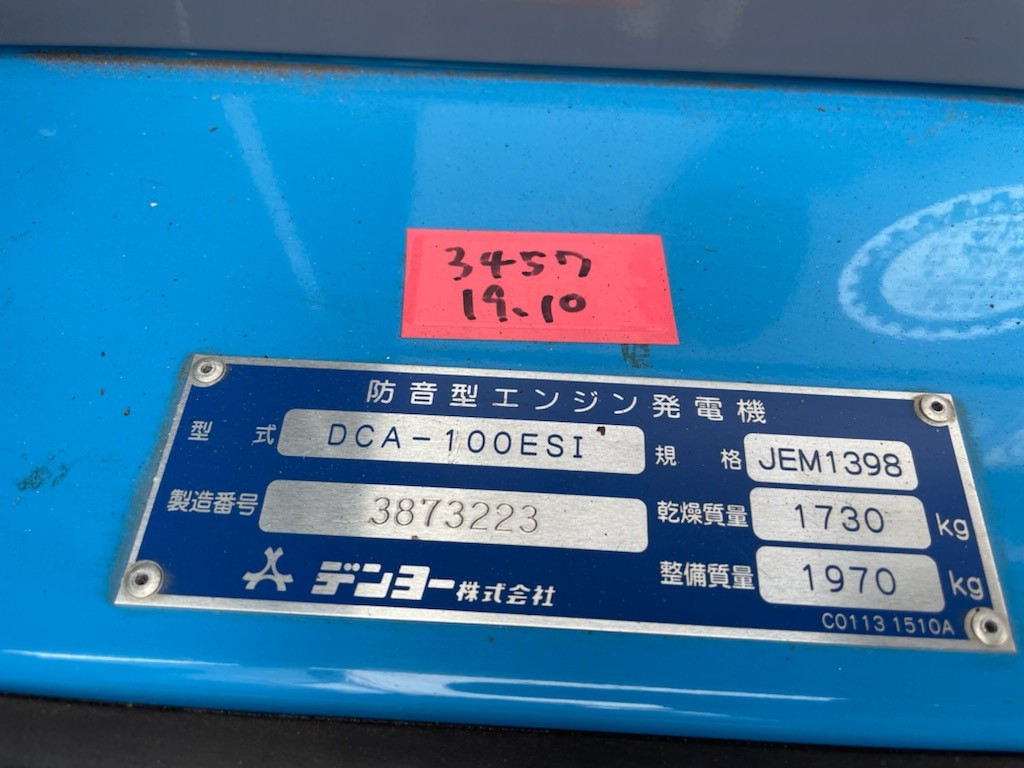 3457
19.10
防音型エンジン発電機
型式 DCA-100ESI 規格 JEM1398
製造番号 3873223 乾燥質量 1730 kg
デンヨー株式会社 整備質量 1970 kg
C0113 1510A